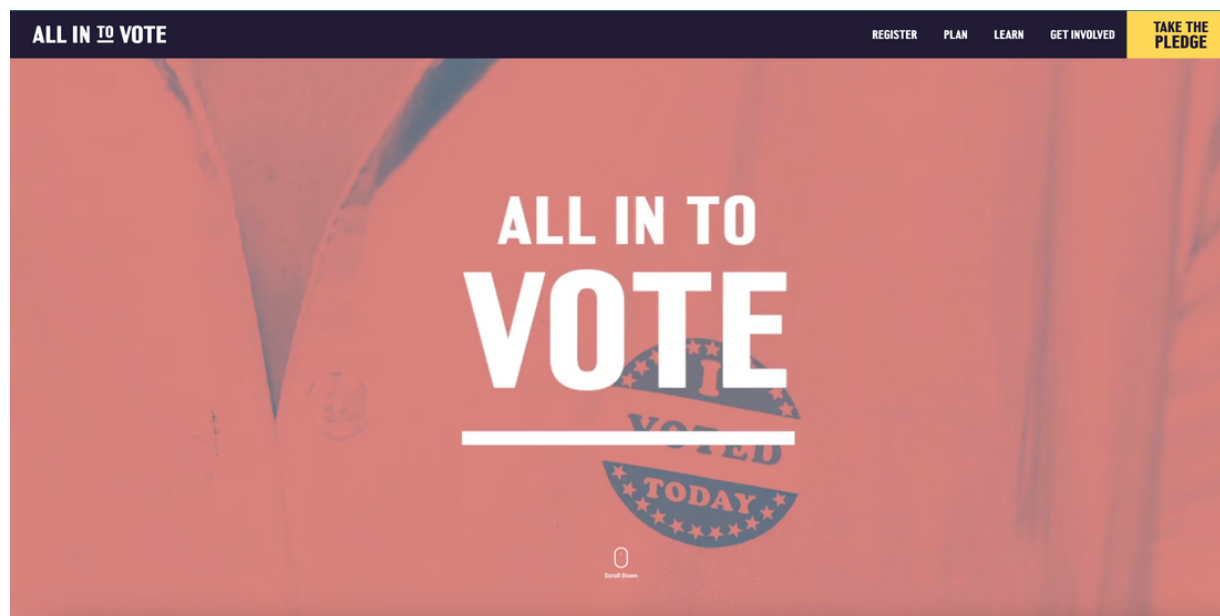 ALL IN TO VOTE
REGISTER
PLAN
LEARN
GET INVOLVED
TAKE THE
PLEDGE
ALL IN TO
VOTE
I
VOTED
TODAY
Scroll Down